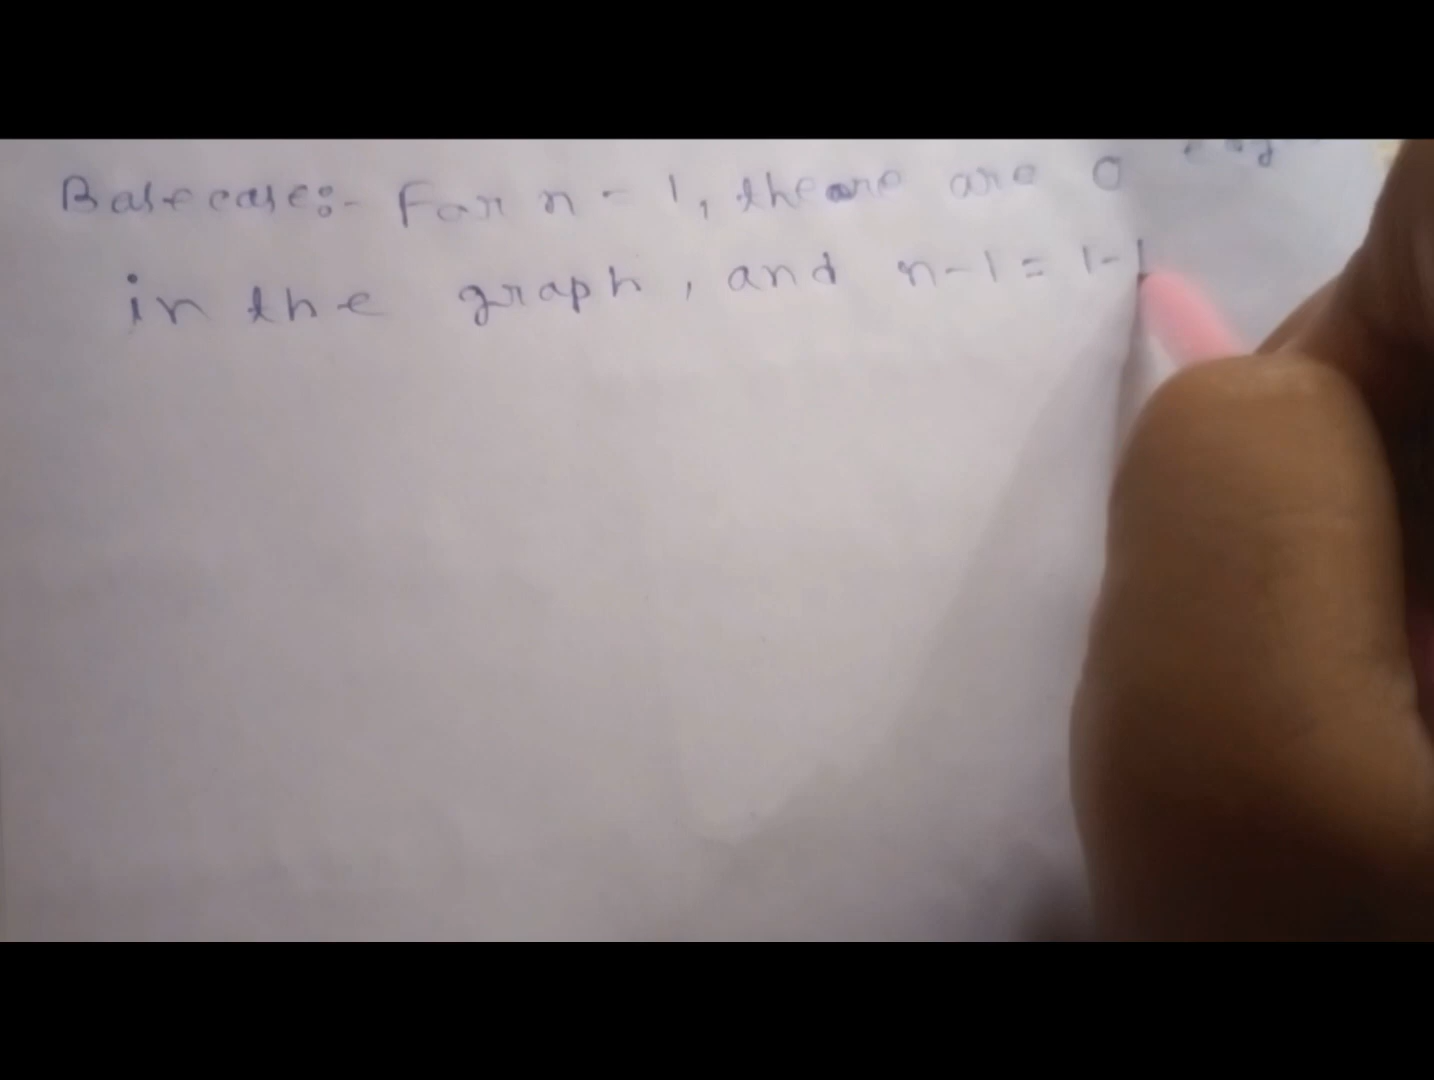 Basecase:- For n = 1, there are 0
in the graph, and n-1 = 1-1